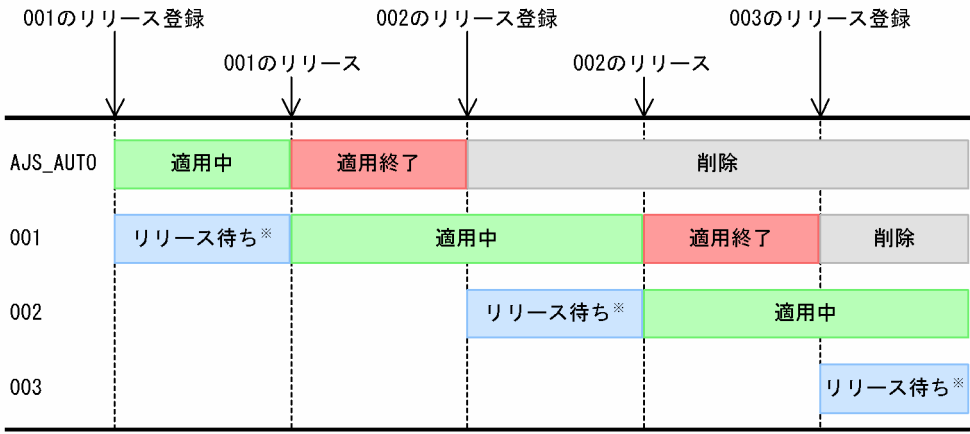 001のリリース登録
002のリリース登録
003のリリース登録
001のリリース
002のリリース
AJS_AUTO
適用中
適用終了
削除
001
リリース待ち※
適用中
適用終了
削除
002
リリース待ち※
適用中
003
リリース待ち※